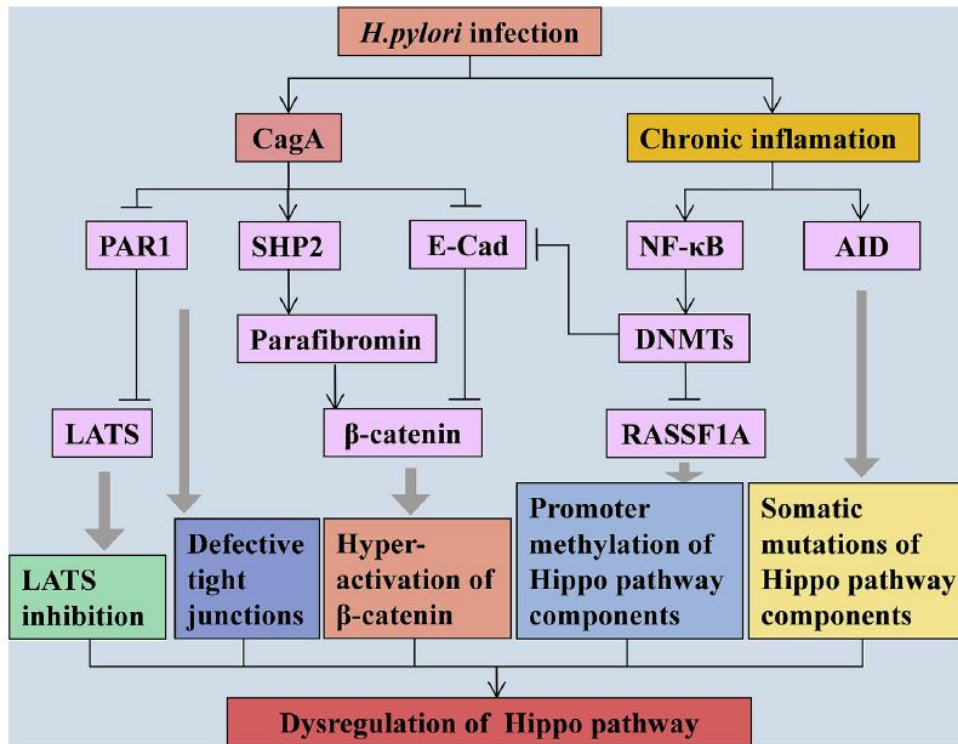 H.pylori infection
CagA
Chronic inflamation
PAR1
SHP2
E-Cad
NF-κB
AID
Parafibromin
DNMTs
LATS
β-catenin
RASSF1A
LATS
inhibition
Defective
tight
junctions
Hyper-
activation of
β-catenin
Promoter
methylation of
Hippo pathway
components
Somatic
mutations of
Hippo pathway
components
Dysregulation of Hippo pathway